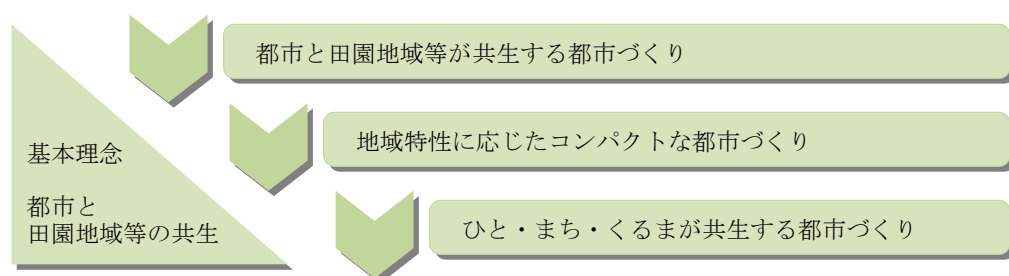 都市と田園地域等が共生する都市づくり
地域特性に応じたコンパクトな都市づくり
ひと・まち・くるまが共生する都市づくり
基本理念
都市と
田園地域等の共生